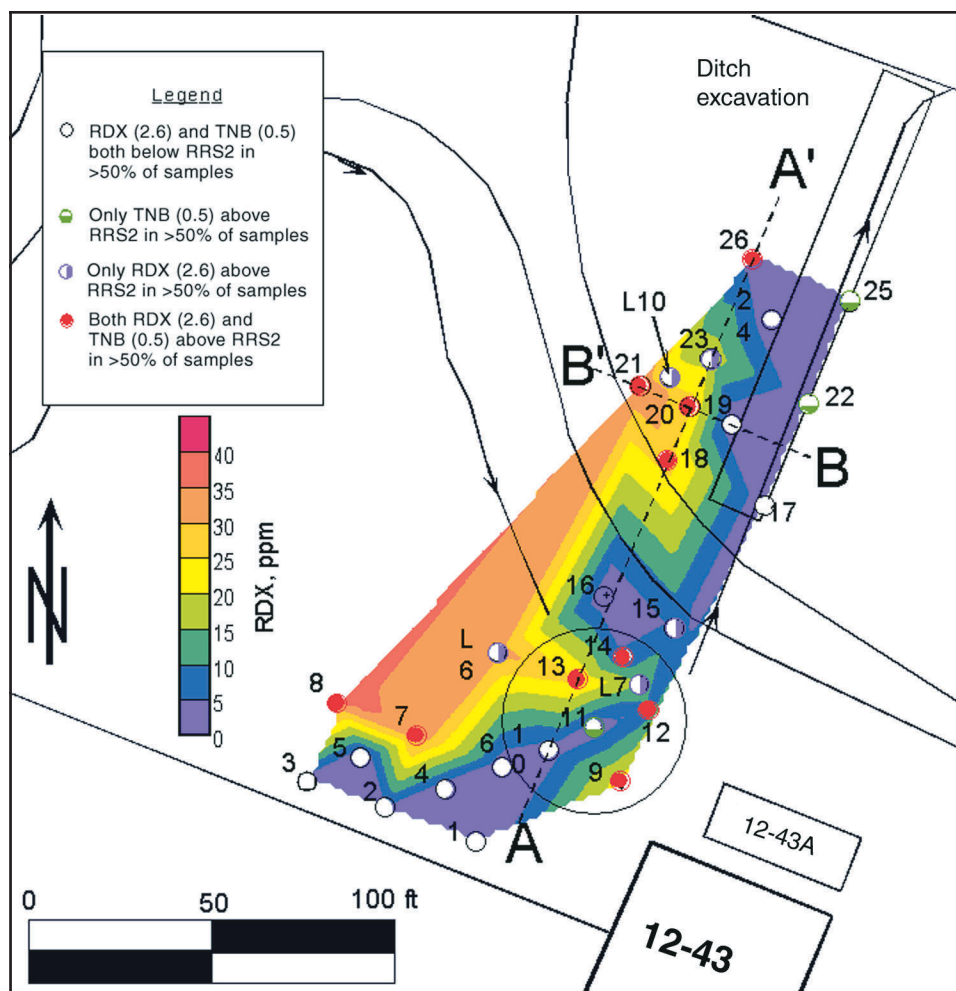 Legend
RDX (2.6) and TNB (0.5)
both below RRS2 in
>50% of samples
Only TNB (0.5) above
RRS2 in >50% of samples
Only RDX (2.6) above
RRS2 in >50% of samples
Both RDX (2.6) and
TNB (0.5) above RRS2
in >50% of samples
Ditch
excavation
A'
26
25
2
4
L10
23
B'
21
22
20
19
B
18
17
16
15
L
6
14
13
L7
8
7
11
12
6
1
0
5
3
4
9
2
1
A
40
35
30
25
20
15
10
5
0
RDX, ppm
N
12-43A
12-43
0
50
100 ft